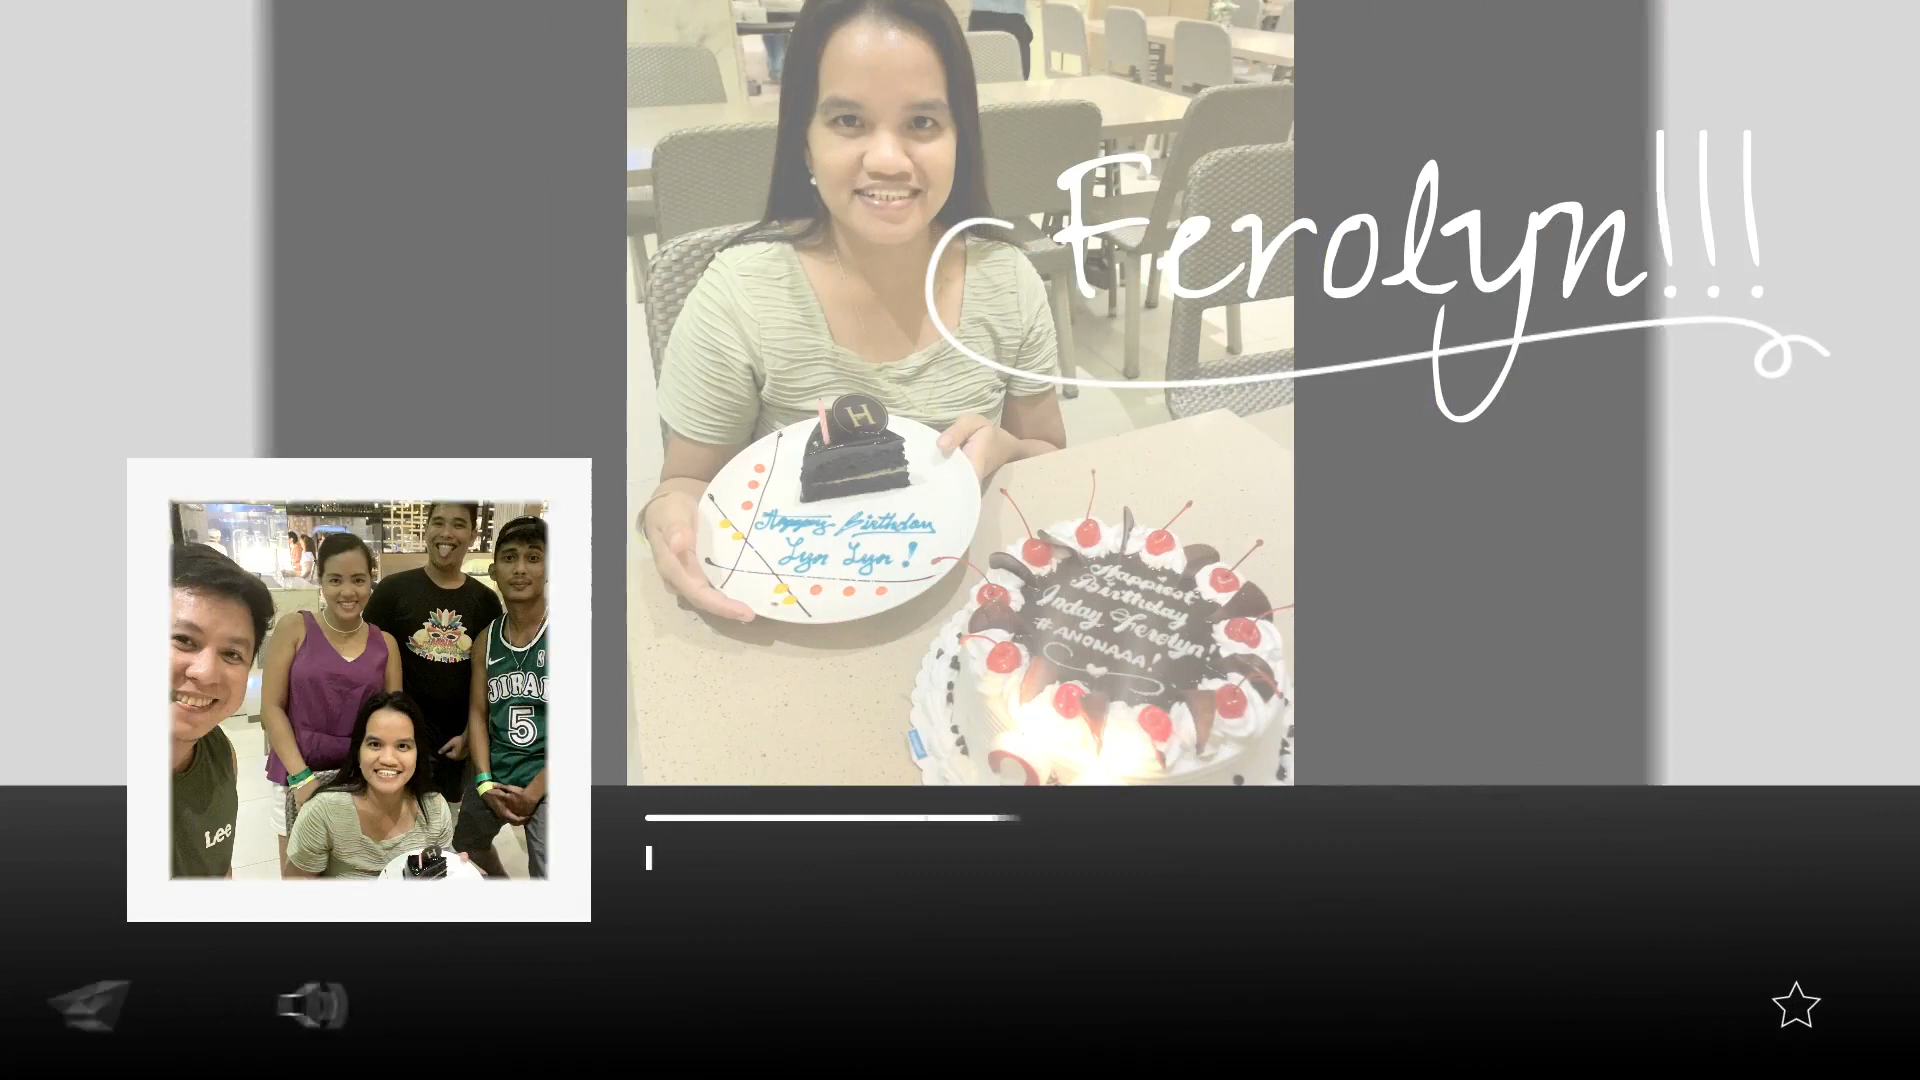 Ferolyn!!!
H
Happy Birthday
Lyn Lyn !
Happiest
Birthday
Inday Ferolyn!
#ANONAAA!
5
Lee
H